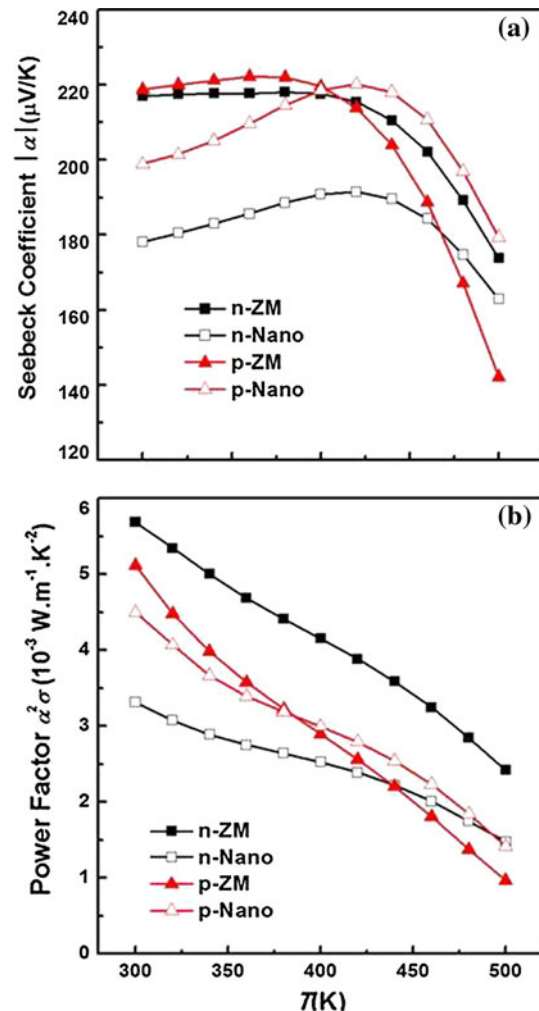 (a)
Seebeck Coefficient |α|(μV/K)
240
220
200
180
160
140
120
n-ZM
n-Nano
p-ZM
p-Nano
(b)
Power Factor α²σ (10⁻³ W.m⁻¹.K⁻²)
6
5
4
3
2
1
0
n-ZM
n-Nano
p-ZM
p-Nano
300 350 400 450 500
T(K)